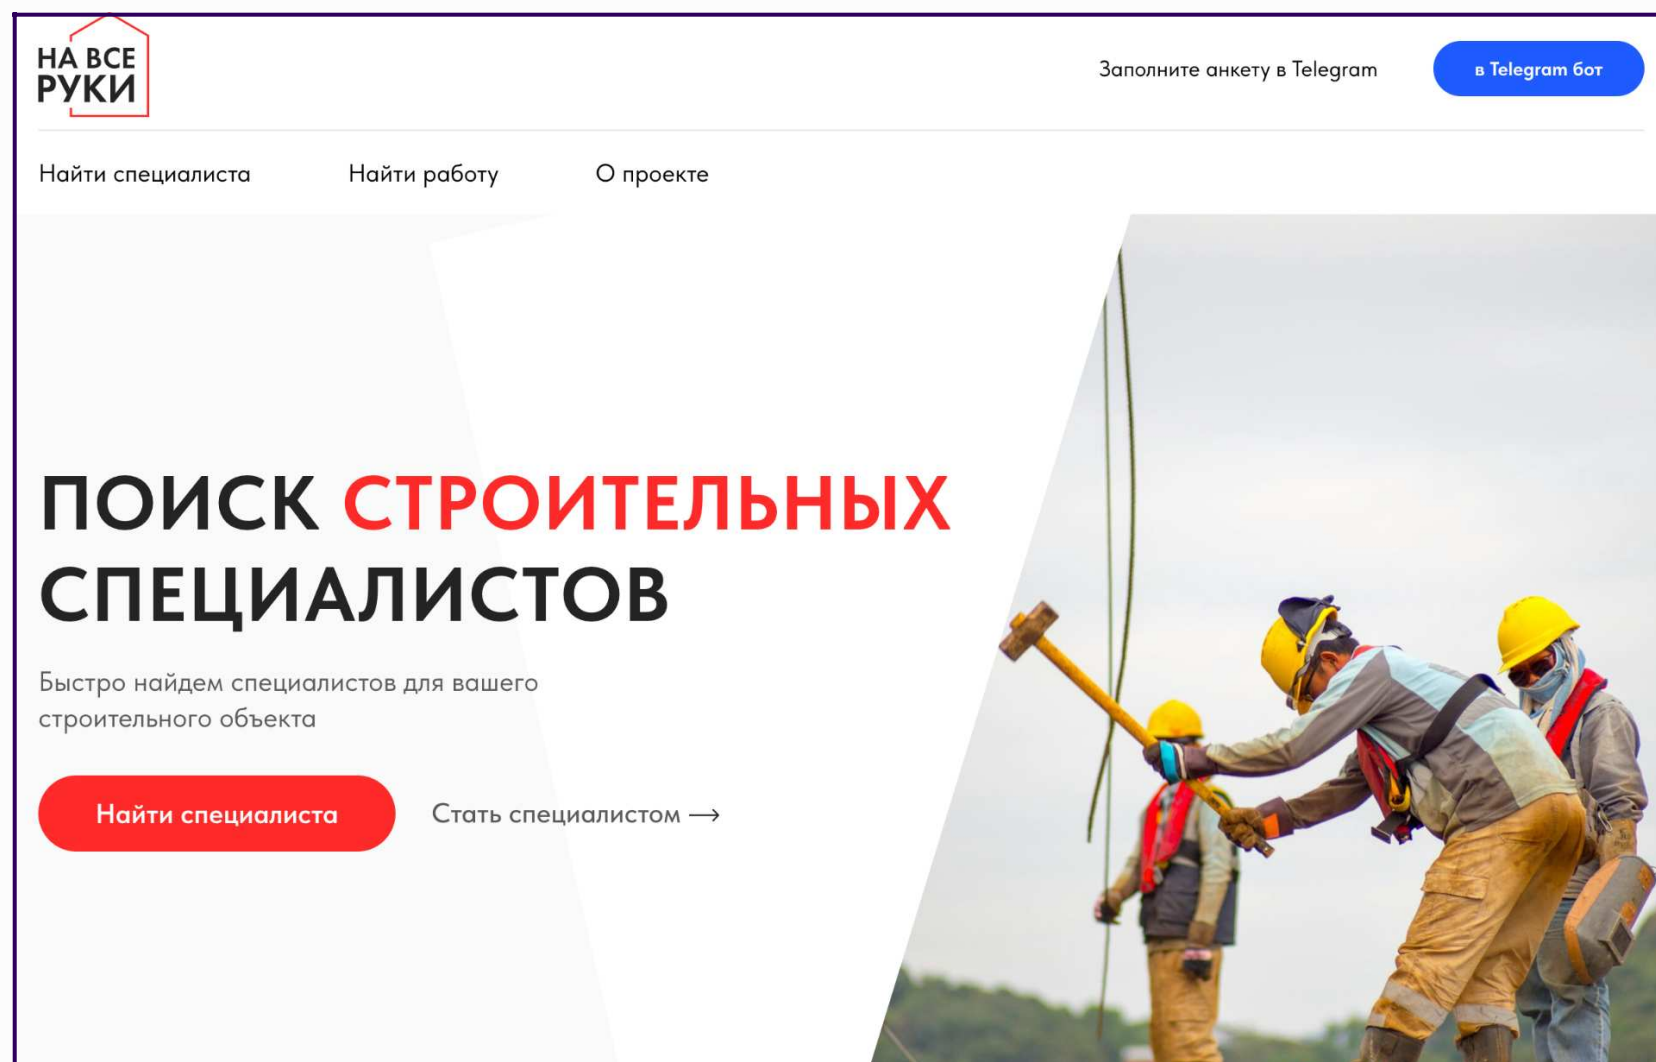 НА ВСЕ
РУКИ
Заполните анкету в Telegram
в Telegram бот
Найти специалиста
Найти работу
О проекте
ПОИСК СТРОИТЕЛЬНЫХ
СПЕЦИАЛИСТОВ
Быстро найдем специалистов для вашего
строительного объекта
Найти специалиста
Стать специалистом →